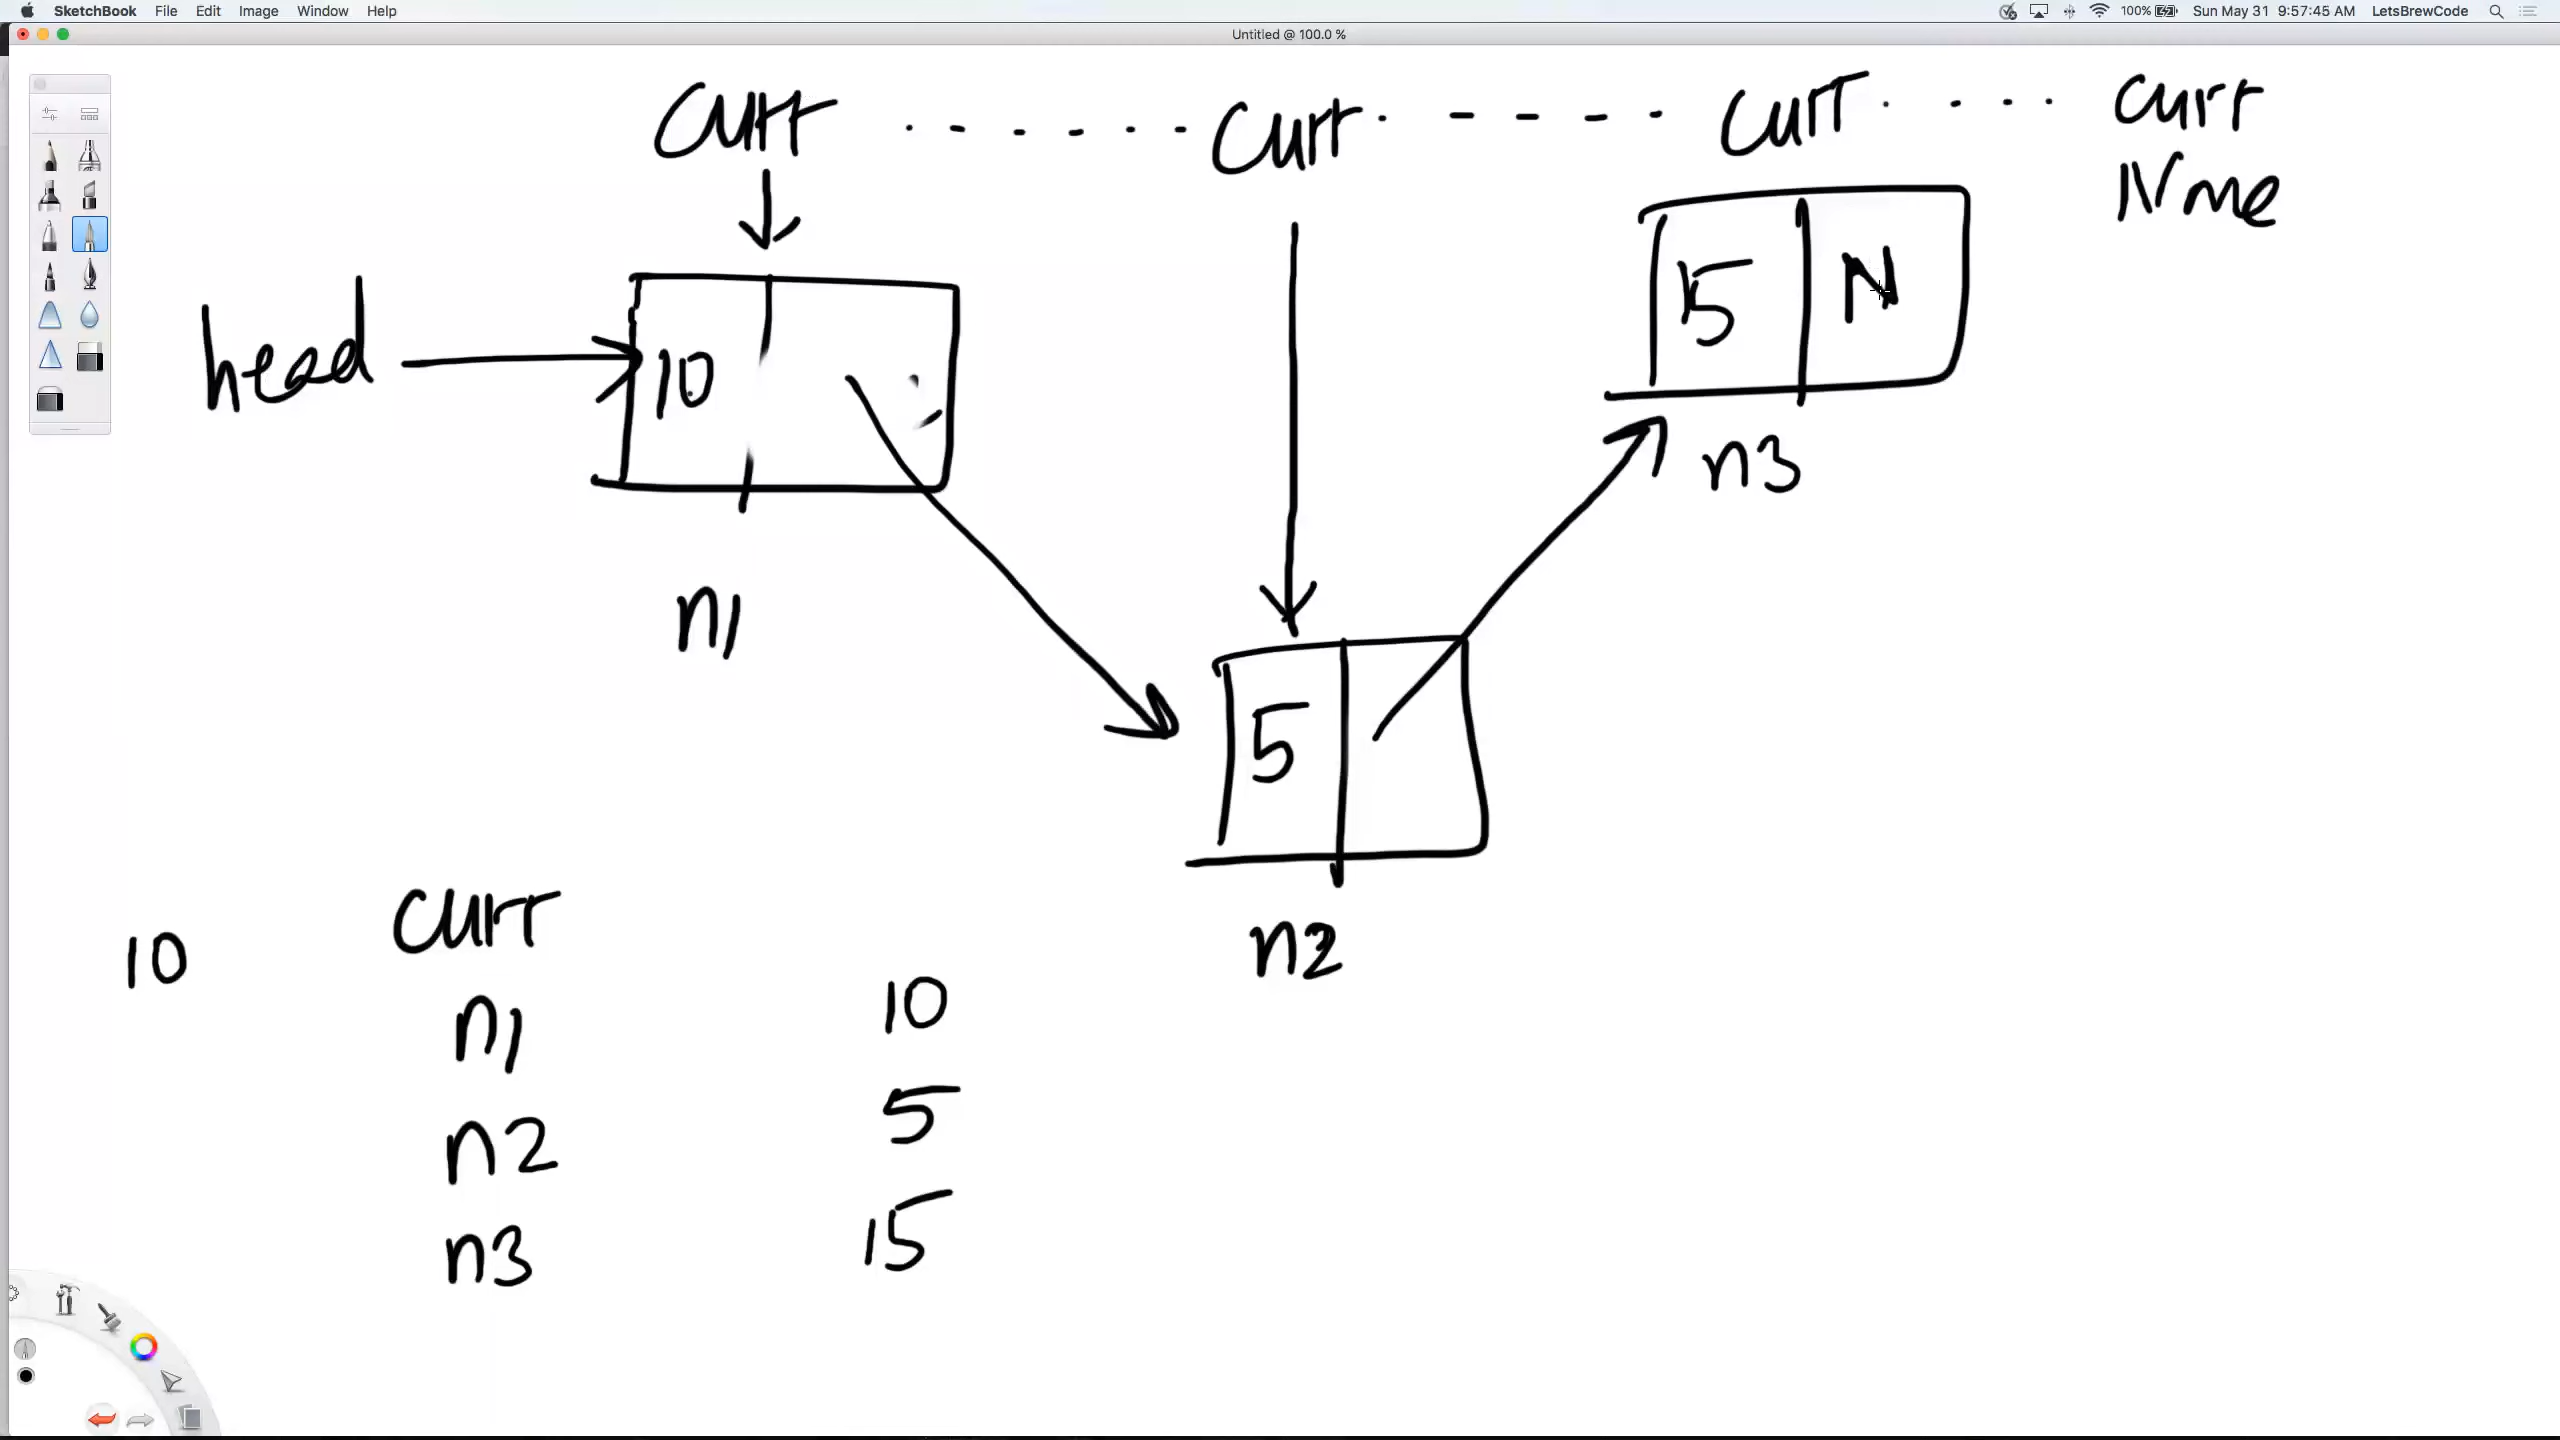 SketchBook File Edit Image Window Help 100% Sun May 31 9:57:45 AM LetsBrewCode
Untitled @ 100.0 %
Curr Curr Curr Curr
None
head 10 15 N
n1 n3
5
n2
10 Curr
n1 10
n2 5
n3 15